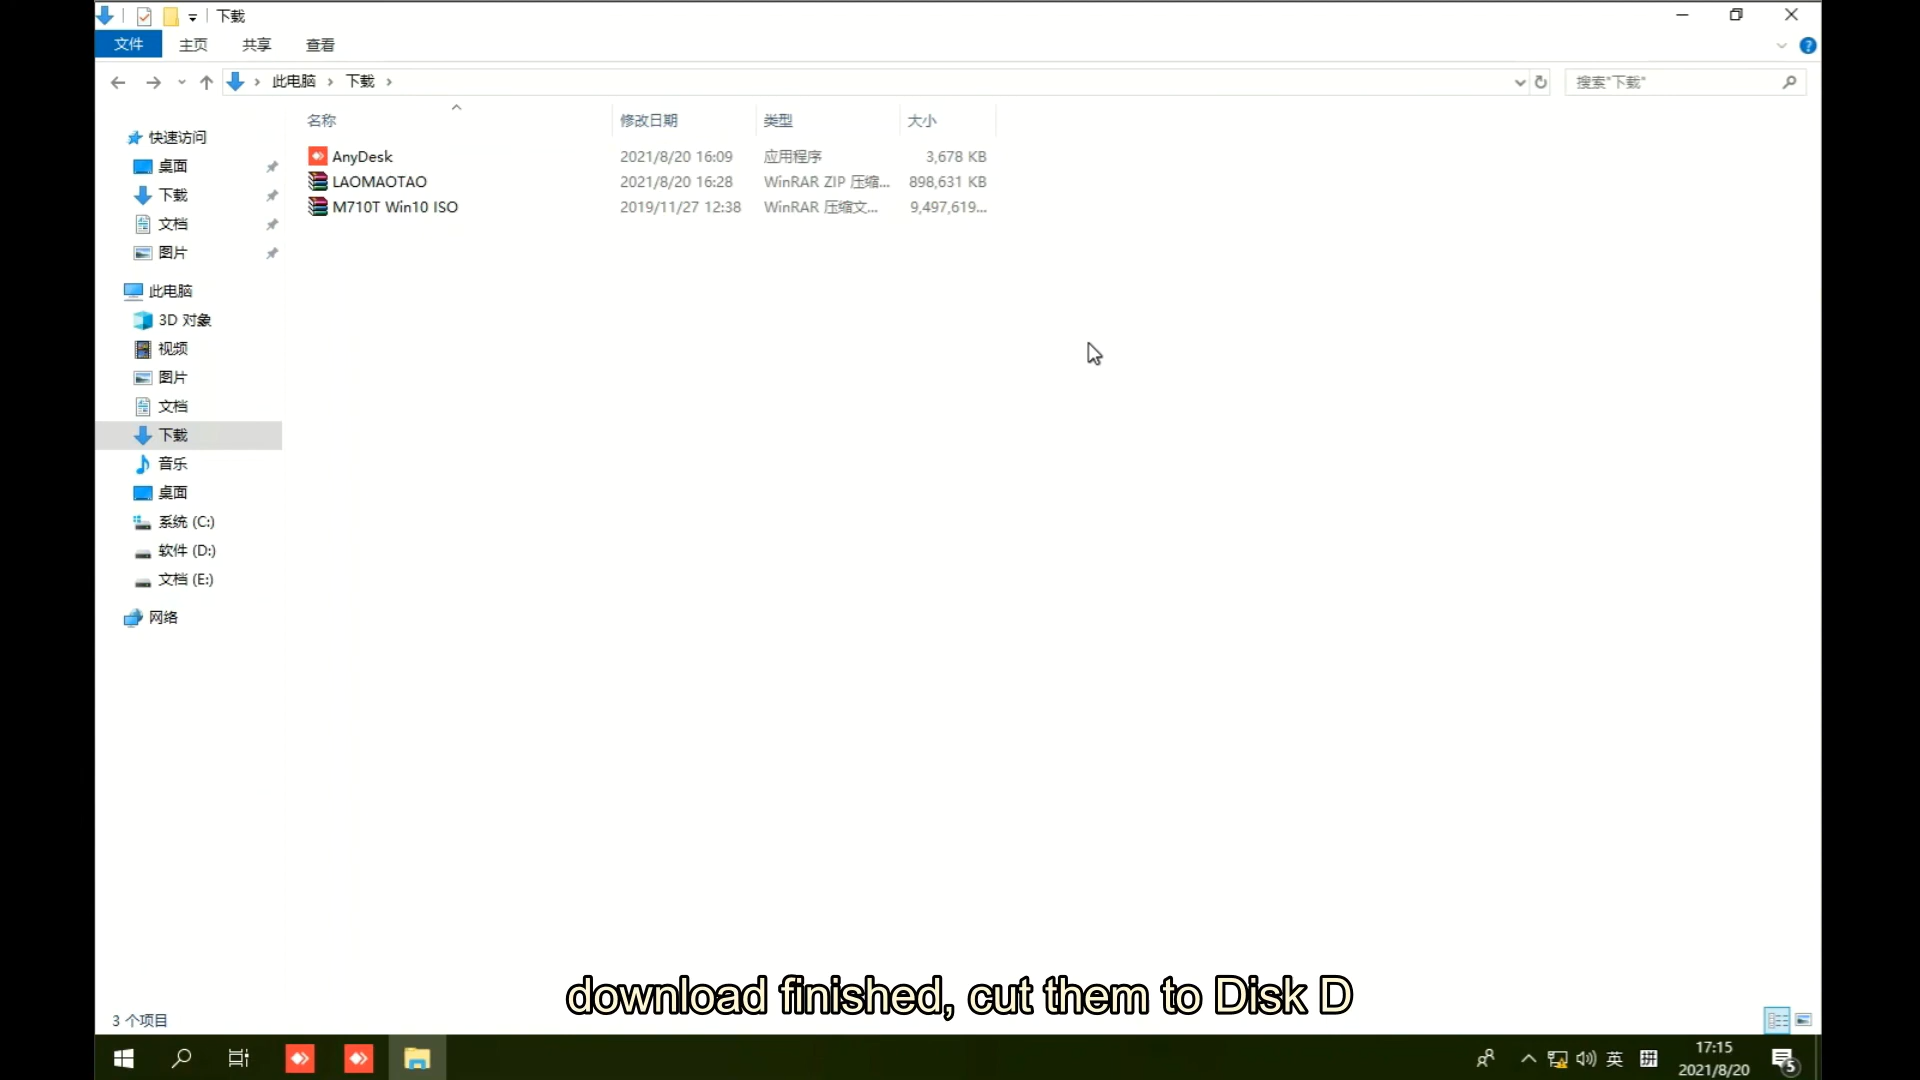 下载
文件 主页 共享 查看
此电脑 下载
搜索"下载"
名称 修改日期 类型 大小
AnyDesk 2021/8/20 16:09 应用程序 3,678 KB
LAOMAOTAO 2021/8/20 16:28 WinRAR ZIP 压缩... 898,631 KB
M710T Win10 ISO 2019/11/27 12:38 WinRAR 压缩文... 9,497,619...
快速访问
桌面
下载
文档
图片
此电脑
3D 对象
视频
图片
文档
下载
音乐
桌面
系统 (C:)
软件 (D:)
文档 (E:)
网络
download finished, cut them to Disk D
3 个项目
英 拼 17:15
2021/8/20
5